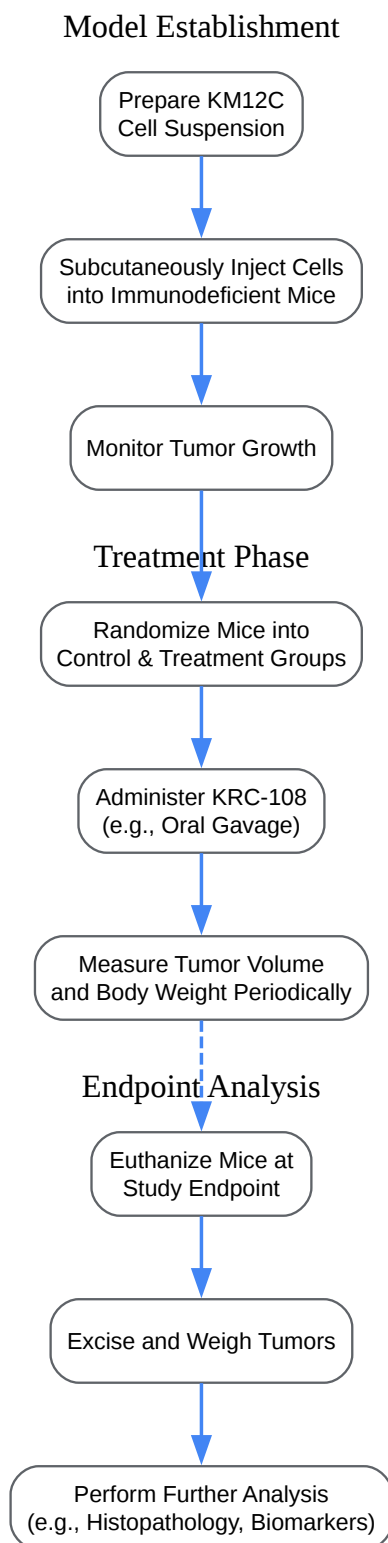 Model Establishment
Prepare KM12C
Cell Suspension
Subcutaneously Inject Cells
into Immunodeficient Mice
Monitor Tumor Growth
Treatment Phase
Randomize Mice into
Control & Treatment Groups
Administer KRC-108
(e.g., Oral Gavage)
Measure Tumor Volume
and Body Weight Periodically
Endpoint Analysis
Euthanize Mice at
Study Endpoint
Excise and Weigh Tumors
Perform Further Analysis
(e.g., Histopathology, Biomarkers)